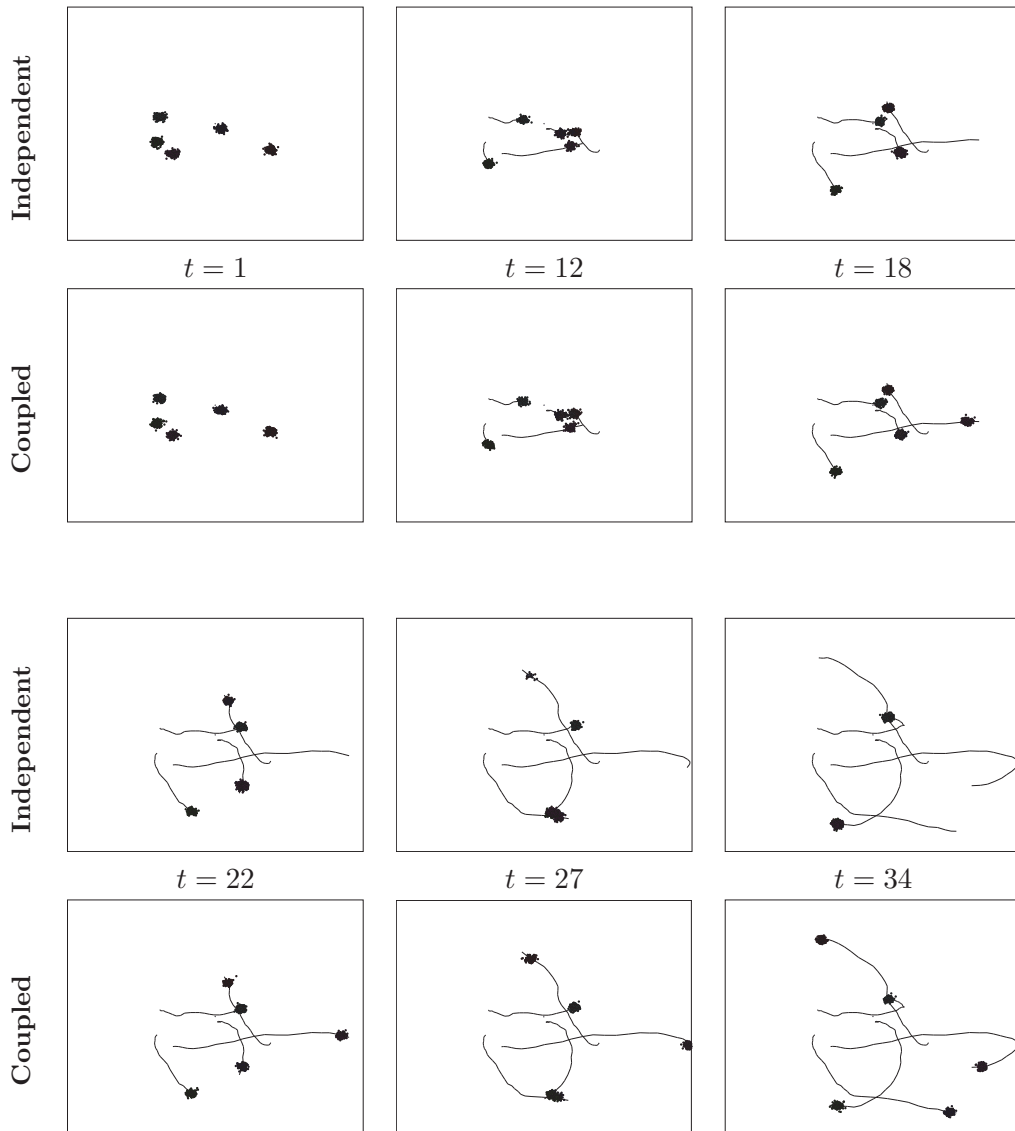 Independent
t = 1
t = 12
t = 18
Coupled
Independent
t = 22
t = 27
t = 34
Coupled